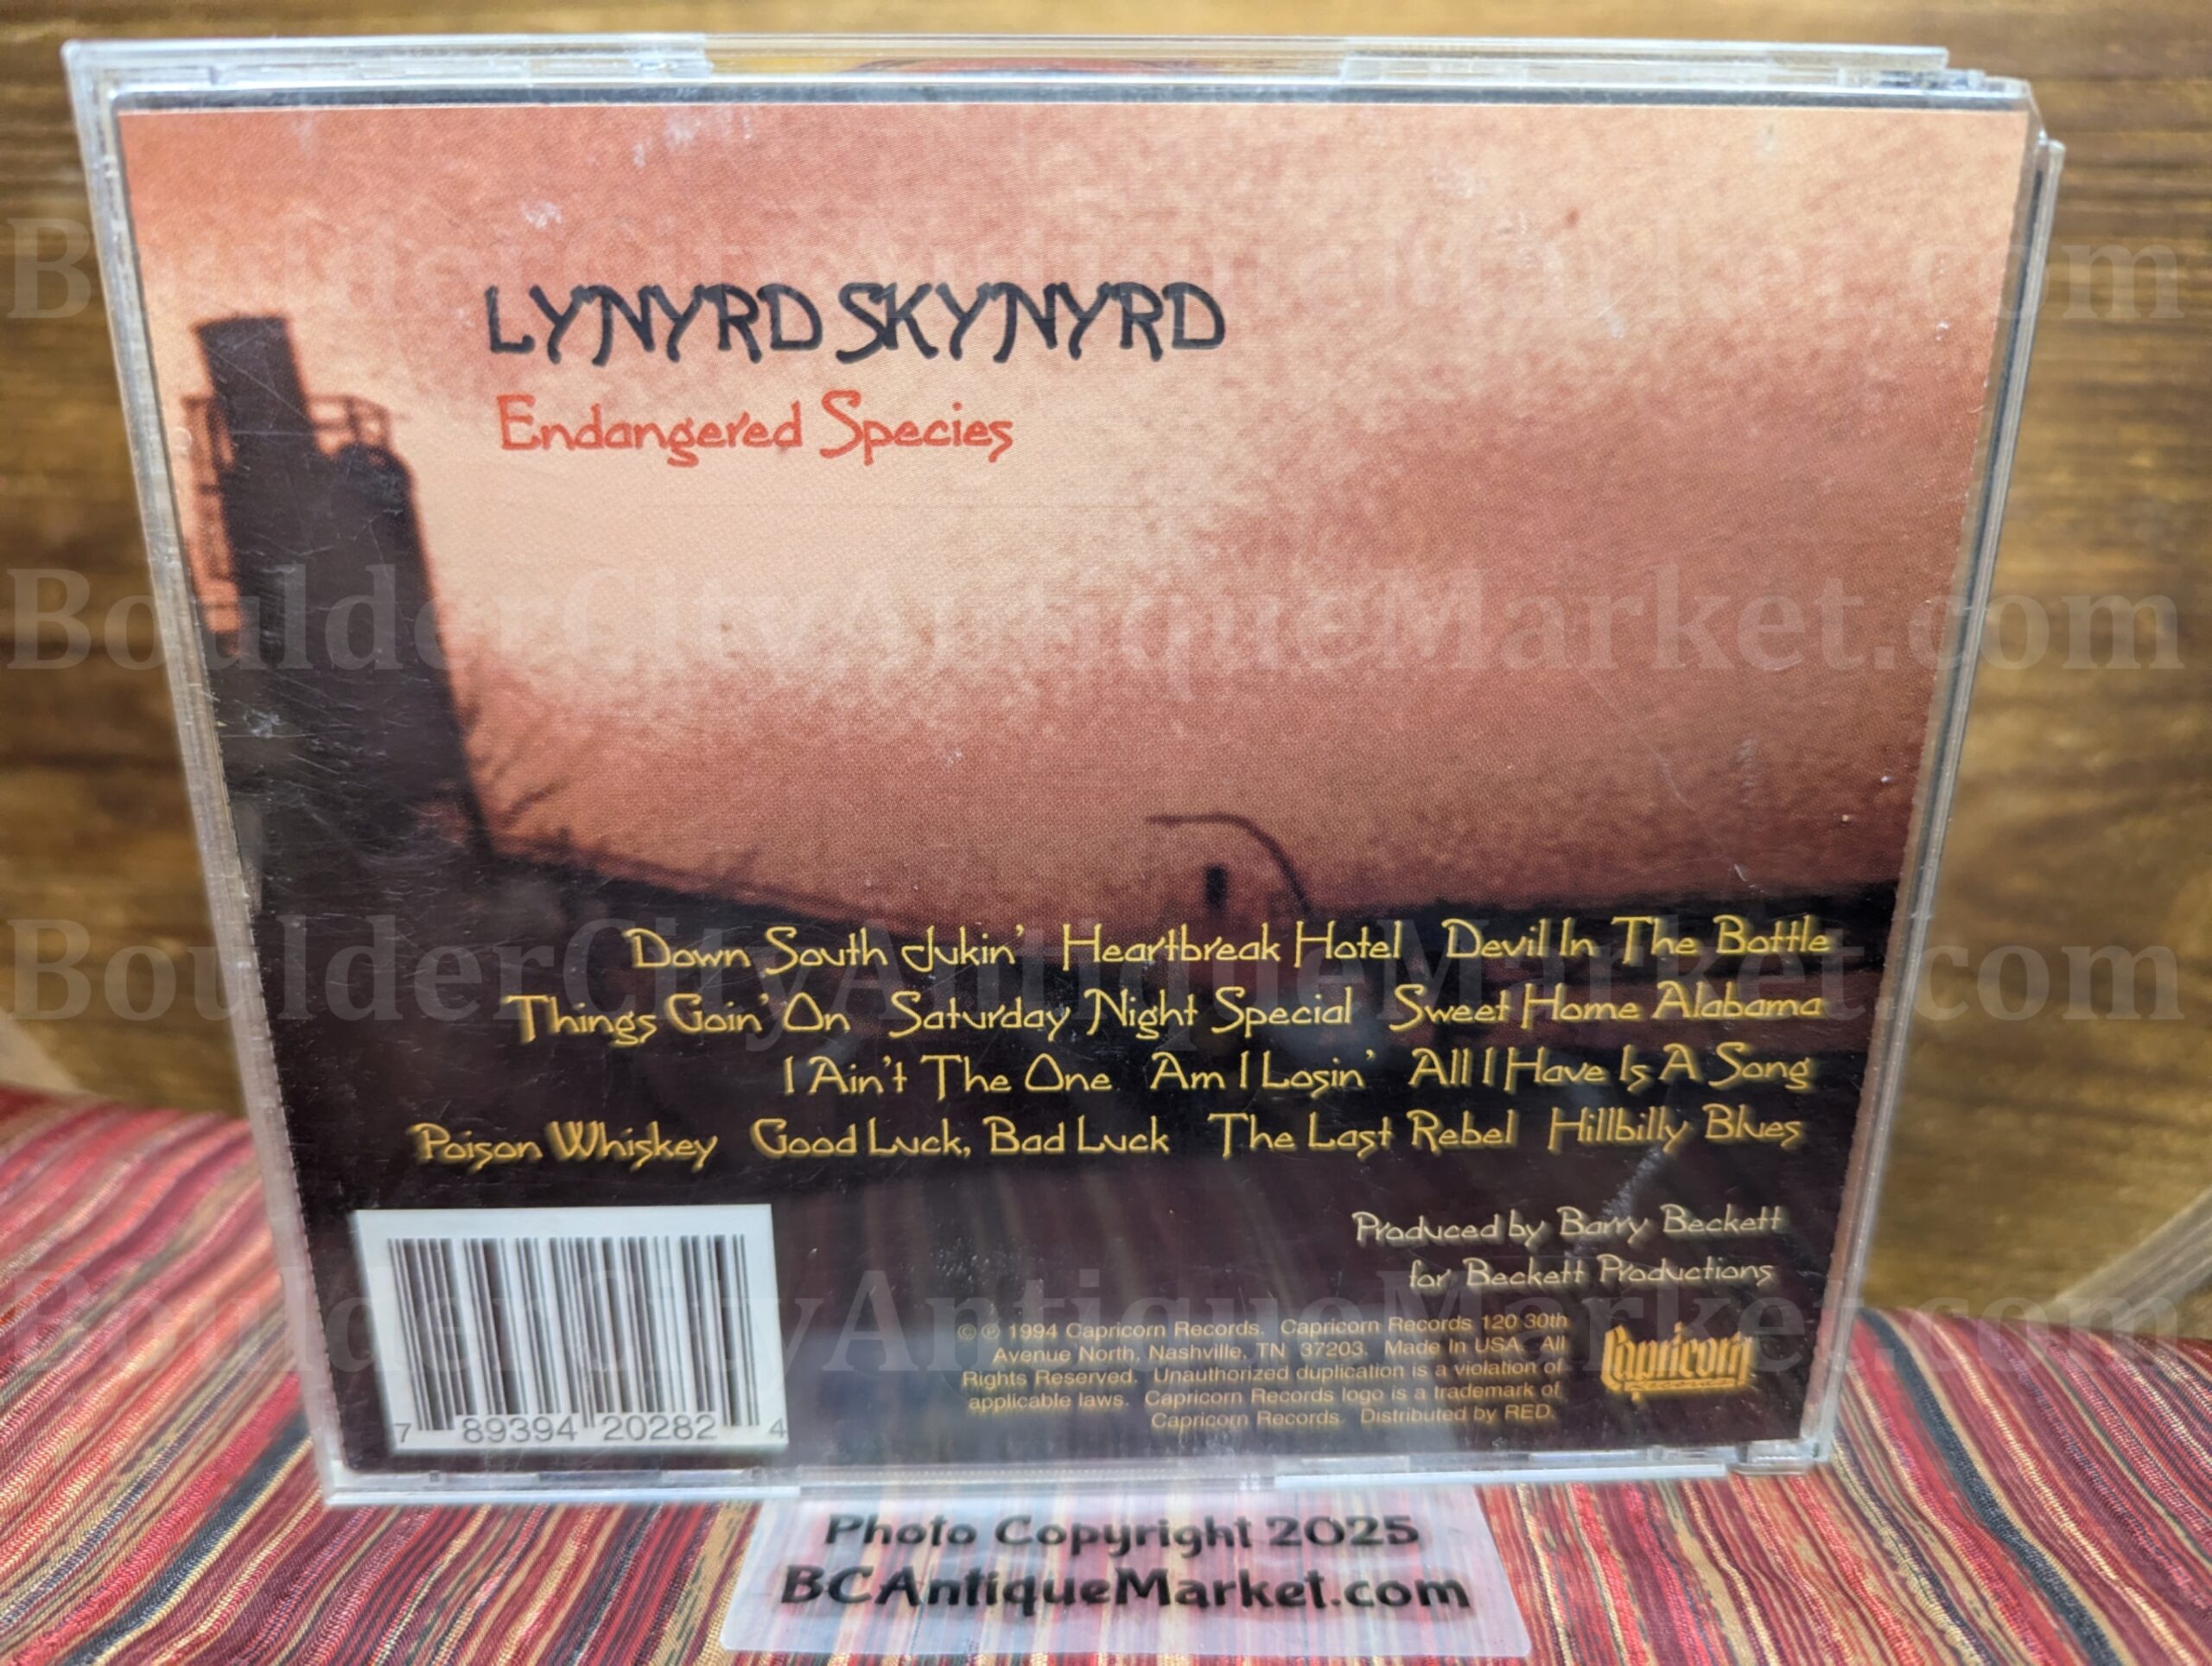 LYNYRD SKYNYRD
Endangered Species
Down South Jukin' Heartbreak Hotel Devil In The Bottle
Things Goin' On Saturday Night Special Sweet Home Alabama
I Ain't The One Am I Losin' All I Have Is A Song
Poison Whiskey Good Luck, Bad Luck The Last Rebel Hillbilly Blues
Produced by Barry Beckett
for Beckett Productions
© ℗ 1994 Capricorn Records. Capricorn Records 120 30th
Avenue North, Nashville, TN 37203. Made In USA. All
Rights Reserved. Unauthorized duplication is a violation of
applicable laws. Capricorn Records logo is a trademark of
Capricorn Records. Distributed by RED.
Capricorn
RECORDS
7 89394 20282 4
Photo Copyright 2025
BCAntiqueMarket.com
BoulderCityAntiqueMarket.com
BoulderCityAntiqueMarket.com
BoulderCityAntiqueMarket.com
BoulderCityAntiqueMarket.com